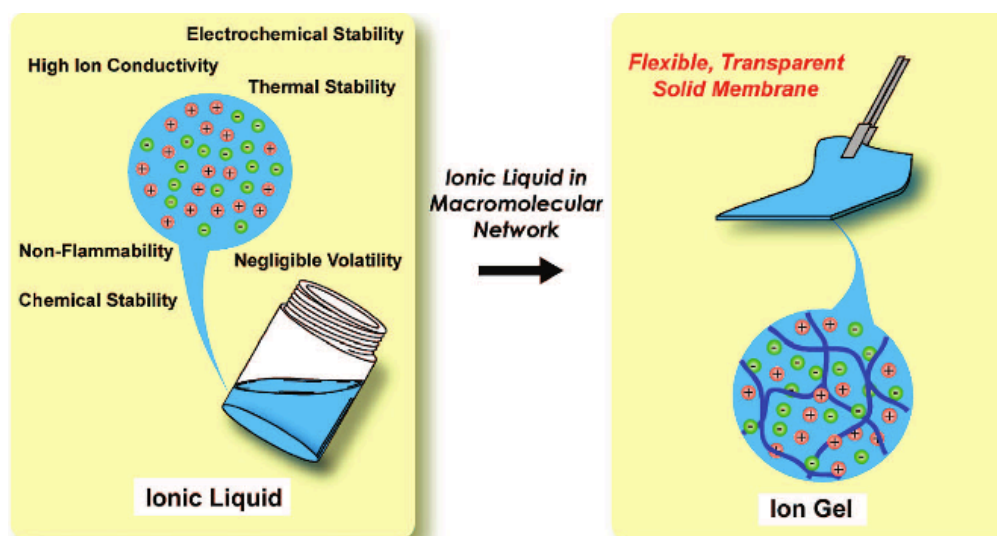 Electrochemical Stability
High Ion Conductivity
Thermal Stability
Non-Flammability
Negligible Volatility
Chemical Stability
Ionic Liquid
Ionic Liquid in
Macromolecular
Network
Flexible, Transparent
Solid Membrane
Ion Gel